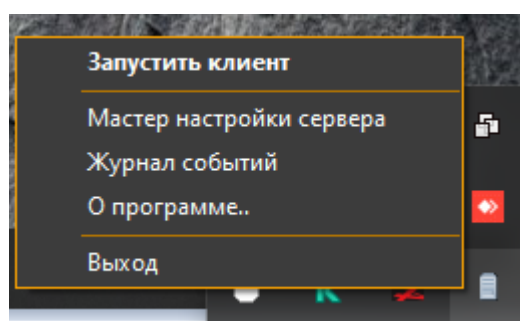 Запустить клиент
Мастер настройки сервера
Журнал событий
О программе..
Выход